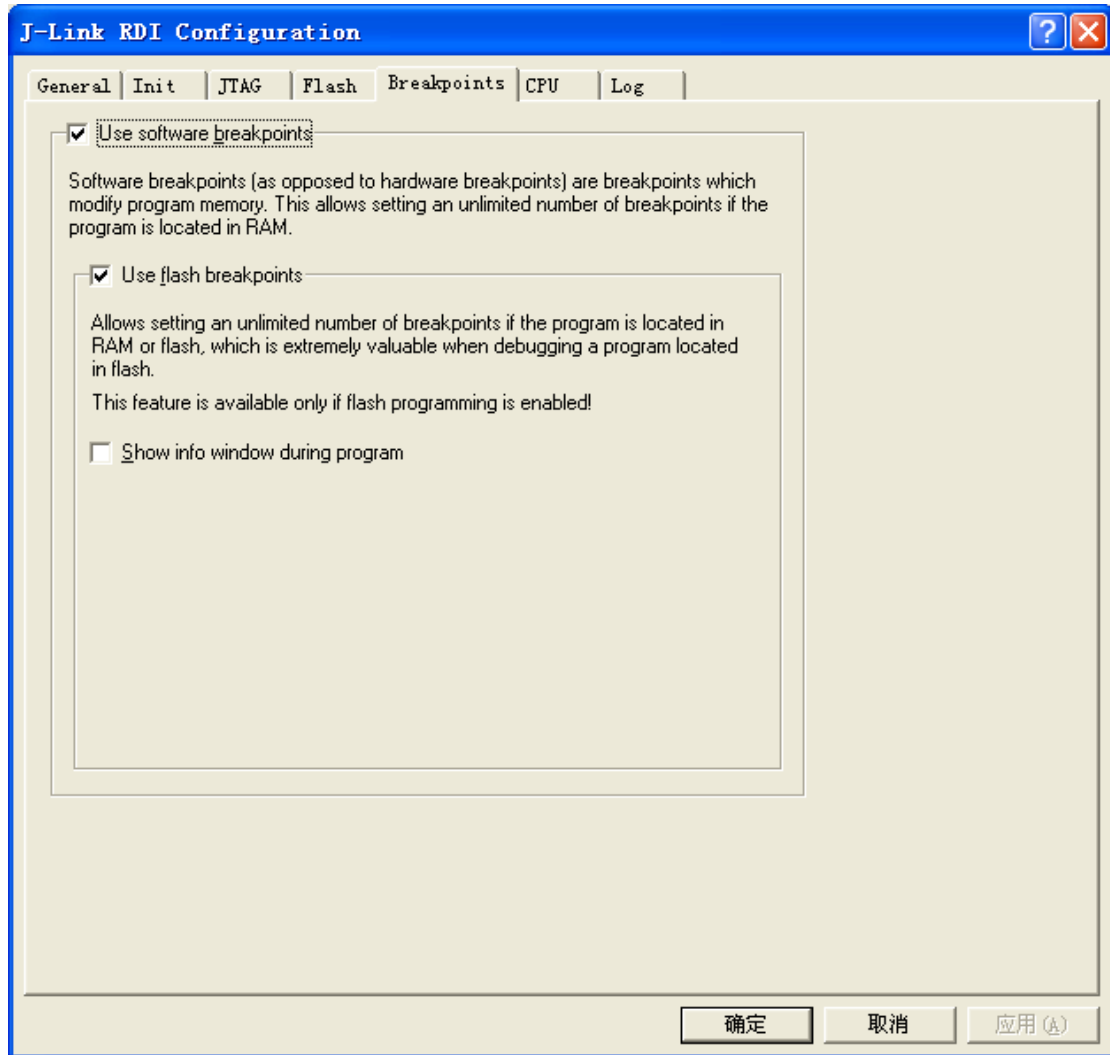 J-Link RDI Configuration
General Init JTAG Flash Breakpoints CPU Log
Use software breakpoints
Software breakpoints (as opposed to hardware breakpoints) are breakpoints which
modify program memory. This allows setting an unlimited number of breakpoints if the
program is located in RAM.
Use flash breakpoints
Allows setting an unlimited number of breakpoints if the program is located in
RAM or flash, which is extremely valuable when debugging a program located
in flash.
This feature is available only if flash programming is enabled!
Show info window during program
确定 取消 应用(A)